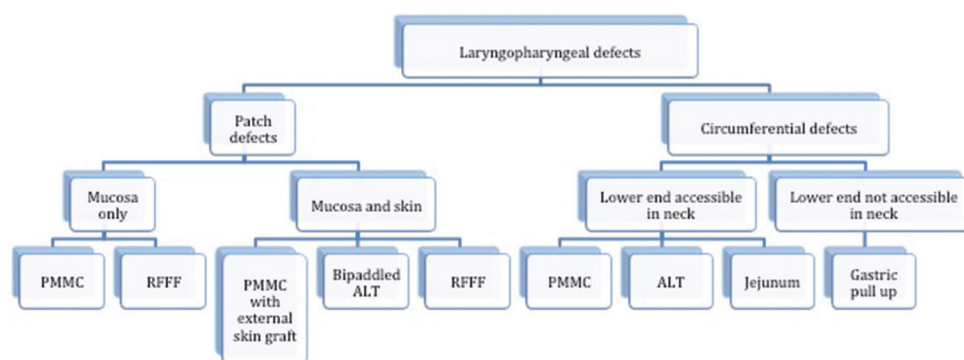 Laryngopharyngeal defects
Patch
defects
Circumferential defects
Mucosa
only
Mucosa and skin
Lower end accessible
in neck
Lower end not accessible
in neck
PMMC
RFFF
PMMC
with
external
skin graft
Bipaddled
ALT
RFFF
PMMC
ALT
Jejunum
Gastric
pull up